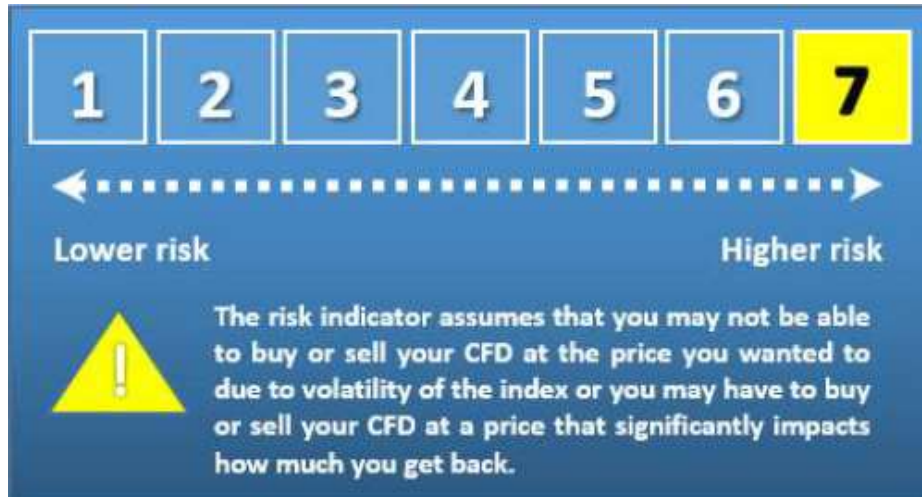 1 2 3 4 5 6 7
Lower risk Higher risk
!
The risk indicator assumes that you may not be able
to buy or sell your CFD at the price you wanted to
due to volatility of the index or you may have to buy
or sell your CFD at a price that significantly impacts
how much you get back.